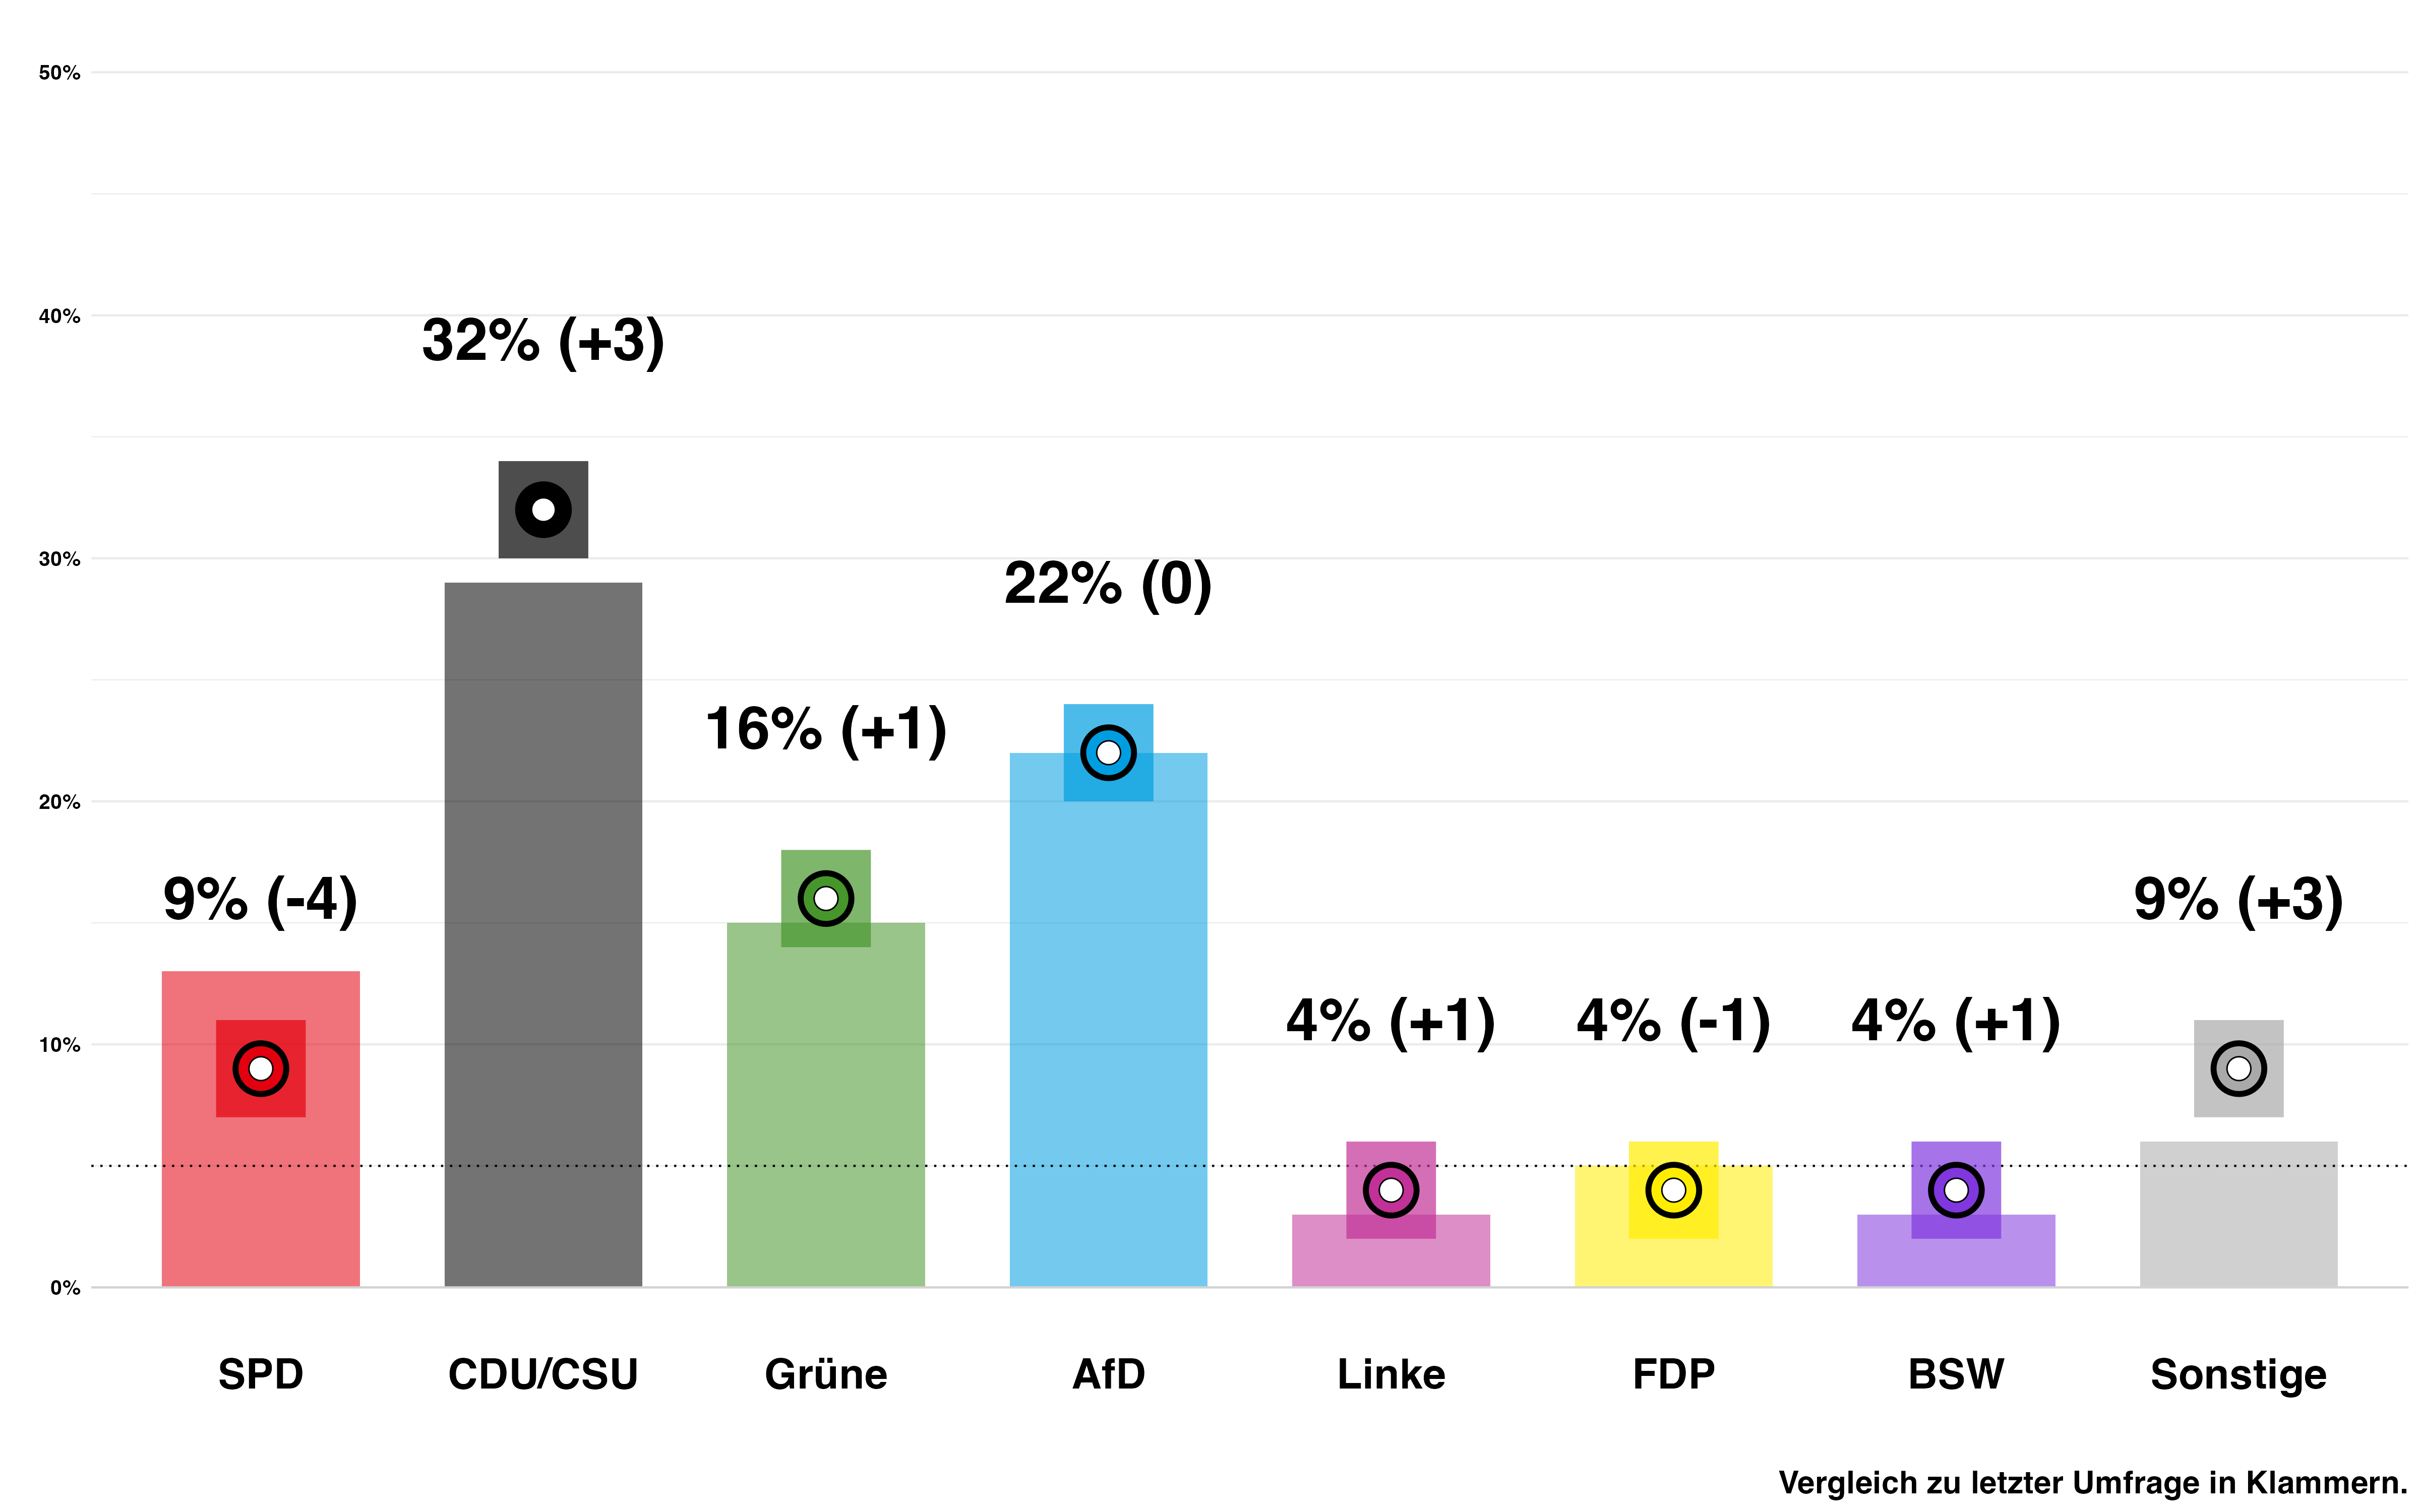 50%
40%
30%
20%
10%
0%
9% (-4)
32% (+3)
16% (+1)
22% (0)
4% (+1)
4% (-1)
4% (+1)
9% (+3)
SPD
CDU/CSU
Grüne
AfD
Linke
FDP
BSW
Sonstige
Vergleich zu letzter Umfrage in Klammern.